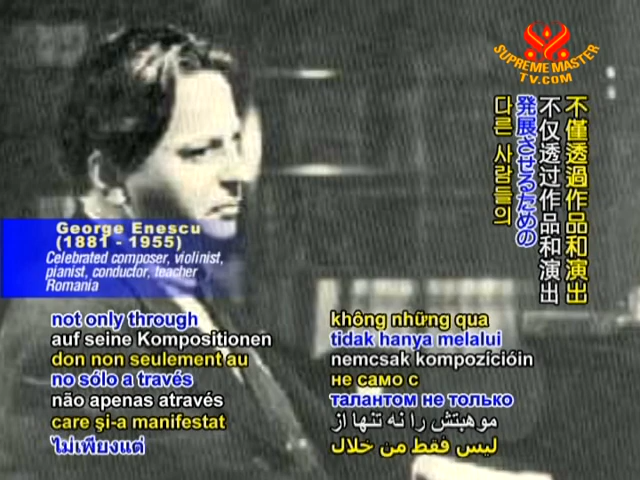 SUPREME MASTER
TV.COM
不僅透過作品和演出
不仅透过作品和演出
発展させるための
다른 사람들의
George Enescu
(1881 - 1955)
Celebrated composer, violinist,
pianist, conductor, teacher
Romania
not only through
auf seine Kompositionen
don non seulement au
no sólo a través
não apenas através
care şi-a manifestat
ไม่เพียงแต่
không những qua
tidak hanya melalui
nemcsak kompozícióin
не само с
талантом не только
موهبتش را نه تنها از
ليس فقط من خلال